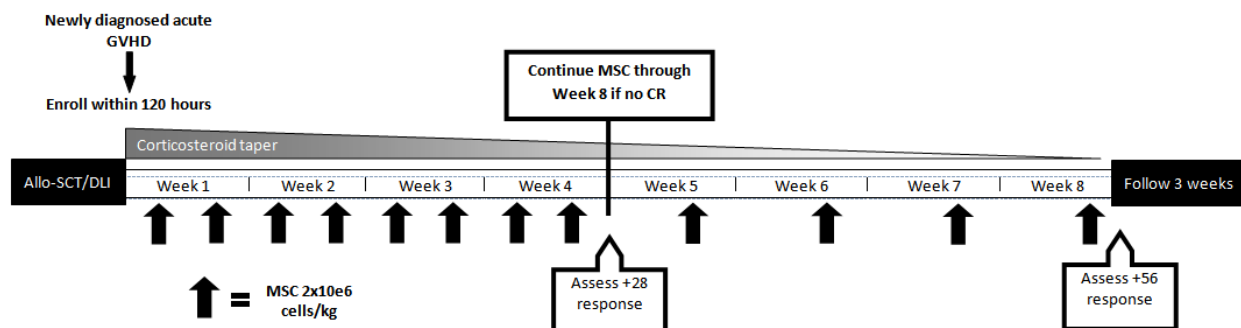 Newly diagnosed acute
GVHD
Enroll within 120 hours
Continue MSC through
Week 8 if no CR
Corticosteroid taper
Allo-SCT/DLI
Week 1
Week 2
Week 3
Week 4
Week 5
Week 6
Week 7
Week 8
Follow 3 weeks
= MSC 2x10e6
cells/kg
Assess +28
response
Assess +56
response